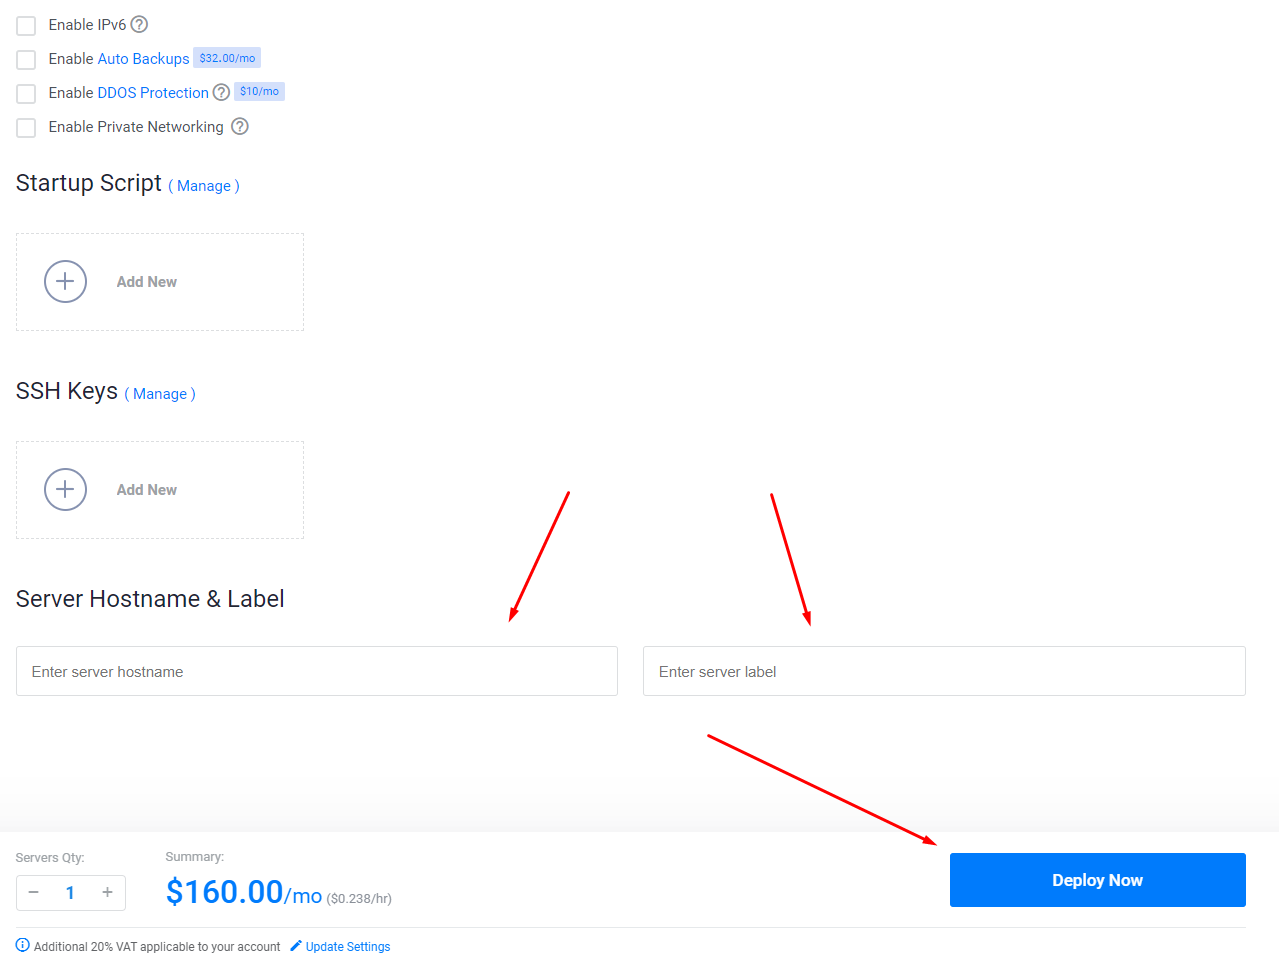 Enable IPv6 ?
Enable Auto Backups $32.00/mo
Enable DDOS Protection ? $10/mo
Enable Private Networking ?
Startup Script ( Manage )
Add New
SSH Keys ( Manage )
Add New
Server Hostname & Label
Enter server hostname
Enter server label
Servers Qty:
− 1 +
Summary:
$160.00/mo ($0.238/hr)
Deploy Now
Additional 20% VAT applicable to your account Update Settings